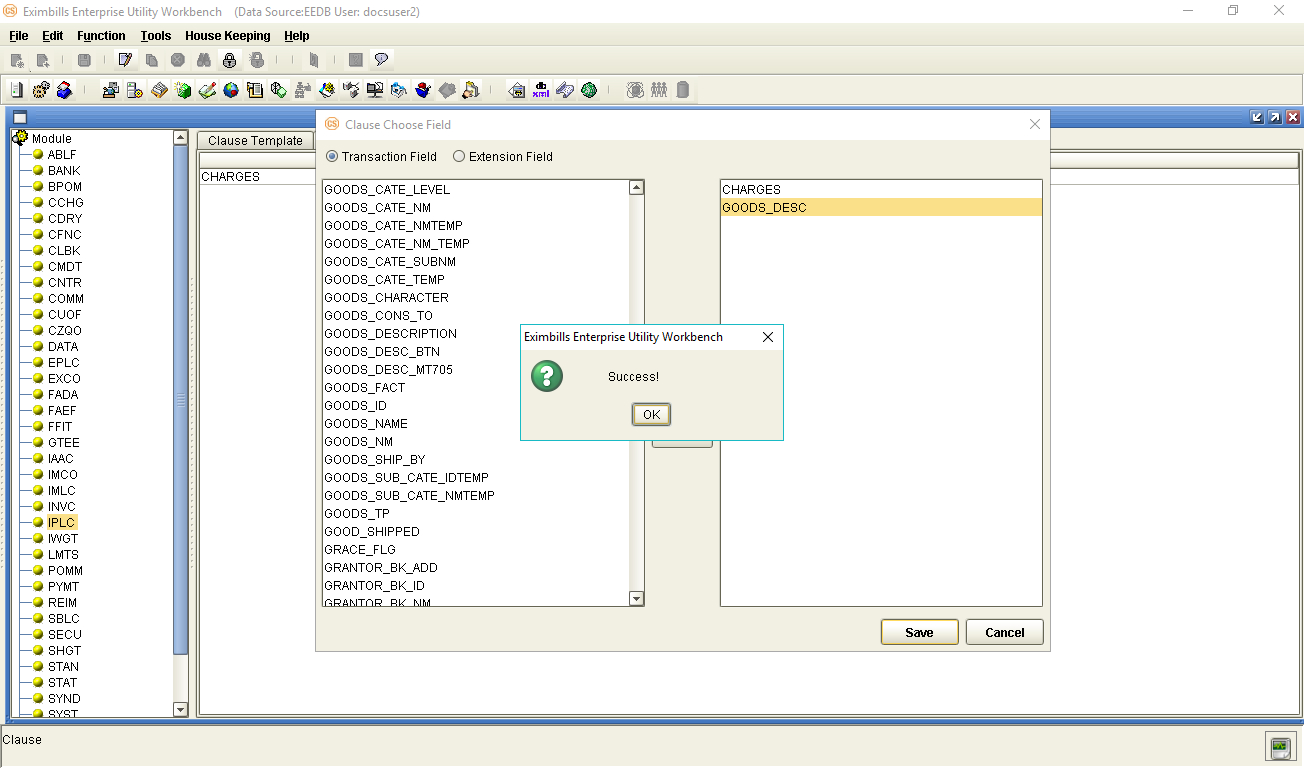 CS Eximbills Enterprise Utility Workbench (Data Source:EEDB User: docsuser2)
File Edit Function Tools House Keeping Help
xml
Module
ABLF
BANK
BPOM
CCHG
CDRY
CFNC
CLBK
CMDT
CNTR
COMM
CUOF
CZQO
DATA
EPLC
EXCO
FADA
FAEF
FFIT
GTEE
IAAC
IMCO
IMLC
INVC
IPLC
IWGT
LMTS
POMM
PYMT
REIM
SBLC
SECU
SHGT
STAN
STAT
SYND
SYST
Clause Template
CHARGES
CS Clause Choose Field
Transaction Field Extension Field
GOODS_CATE_LEVEL
GOODS_CATE_NM
GOODS_CATE_NMTEMP
GOODS_CATE_NM_TEMP
GOODS_CATE_SUBNM
GOODS_CATE_TEMP
GOODS_CHARACTER
GOODS_CONS_TO
GOODS_DESCRIPTION
GOODS_DESC_BTN
GOODS_DESC_MT705
GOODS_FACT
GOODS_ID
GOODS_NAME
GOODS_NM
GOODS_SHIP_BY
GOODS_SUB_CATE_IDTEMP
GOODS_SUB_CATE_NMTEMP
GOODS_TP
GOOD_SHIPPED
GRACE_FLG
GRANTOR_BK_ADD
GRANTOR_BK_ID
GRANTOR_BK_NM
CHARGES
GOODS_DESC
Eximbills Enterprise Utility Workbench
?
Success!
OK
Save Cancel
Clause